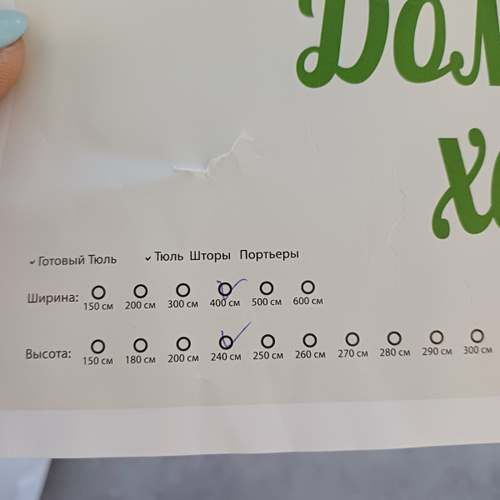 Дом
х
✓ Готовый Тюль ✓ Тюль Шторы Портьеры
Ширина: 150 см 200 см 300 см 400 см 500 см 600 см
Высота: 150 см 180 см 200 см 240 см 250 см 260 см 270 см 280 см 290 см 300 см